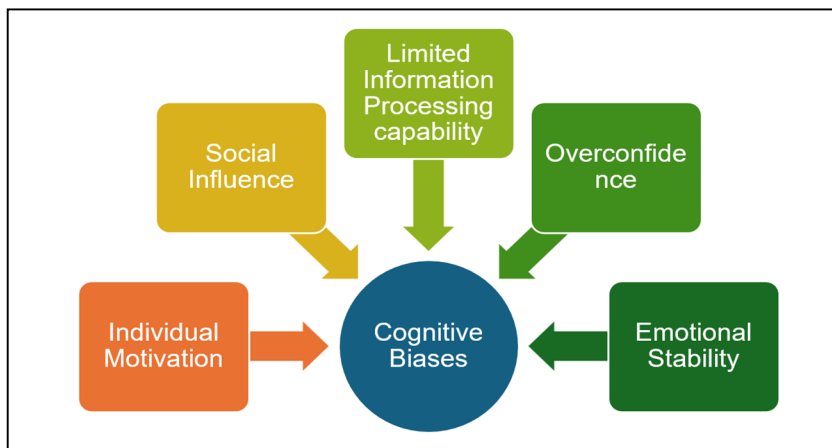 Limited
Information
Processing
capability
Social
Influence
Overconfide
nce
Individual
Motivation
Cognitive
Biases
Emotional
Stability